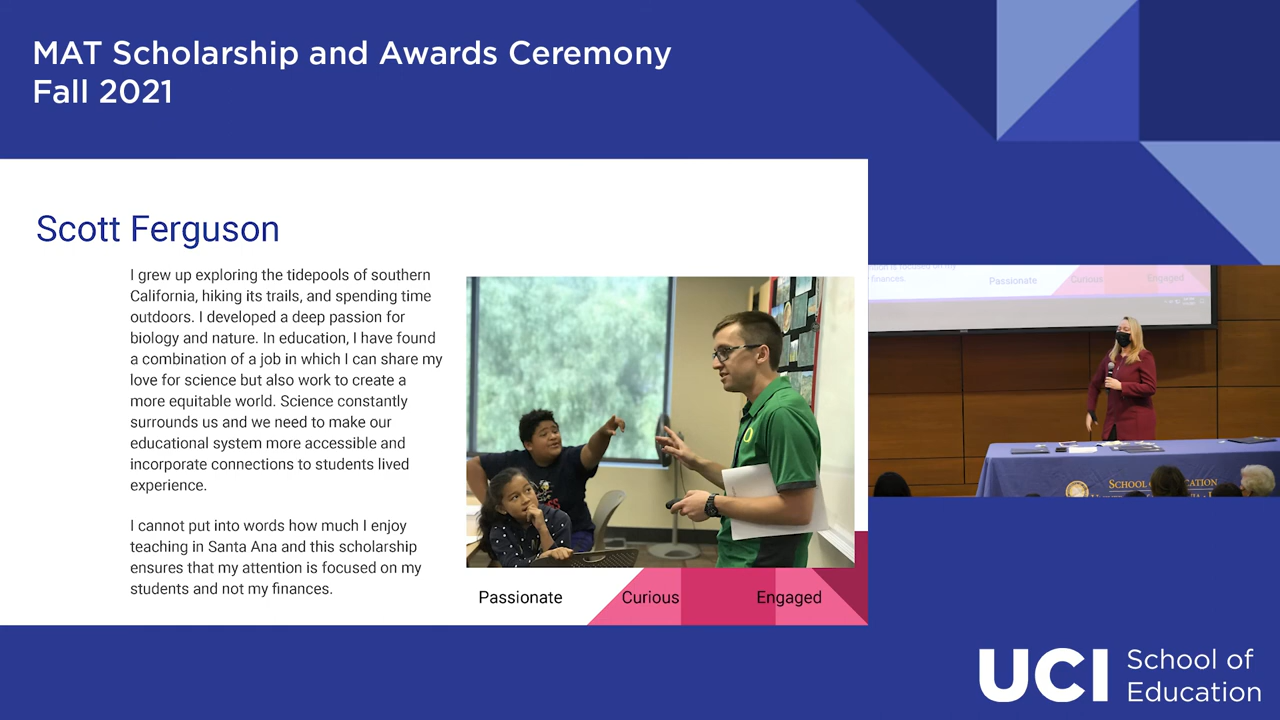 MAT Scholarship and Awards Ceremony
Fall 2021
Scott Ferguson
I grew up exploring the tidepools of southern
California, hiking its trails, and spending time
outdoors. I developed a deep passion for
biology and nature. In education, I have found
a combination of a job in which I can share my
love for science but also work to create a
more equitable world. Science constantly
surrounds us and we need to make our
educational system more accessible and
incorporate connections to students lived
experience.
I cannot put into words how much I enjoy
teaching in Santa Ana and this scholarship
ensures that my attention is focused on my
students and not my finances.
Passionate Curious Engaged
finances.
Passionate Curious Engaged
School of Education
UCI School of
Education